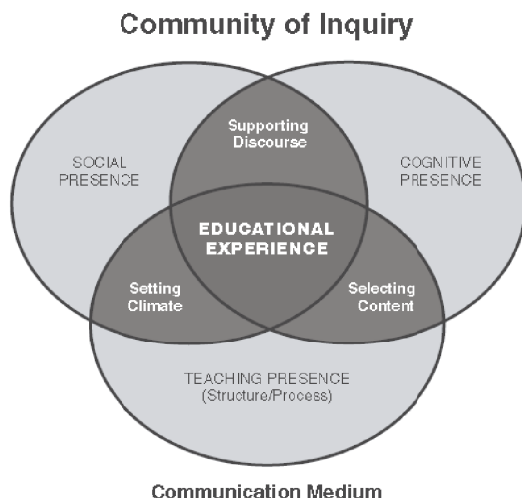 Community of Inquiry
Supporting
Discourse
SOCIAL
PRESENCE
COGNITIVE
PRESENCE
EDUCATIONAL
EXPERIENCE
Setting
Climate
Selecting
Content
TEACHING PRESENCE
(Structure/Process)
Communication Medium